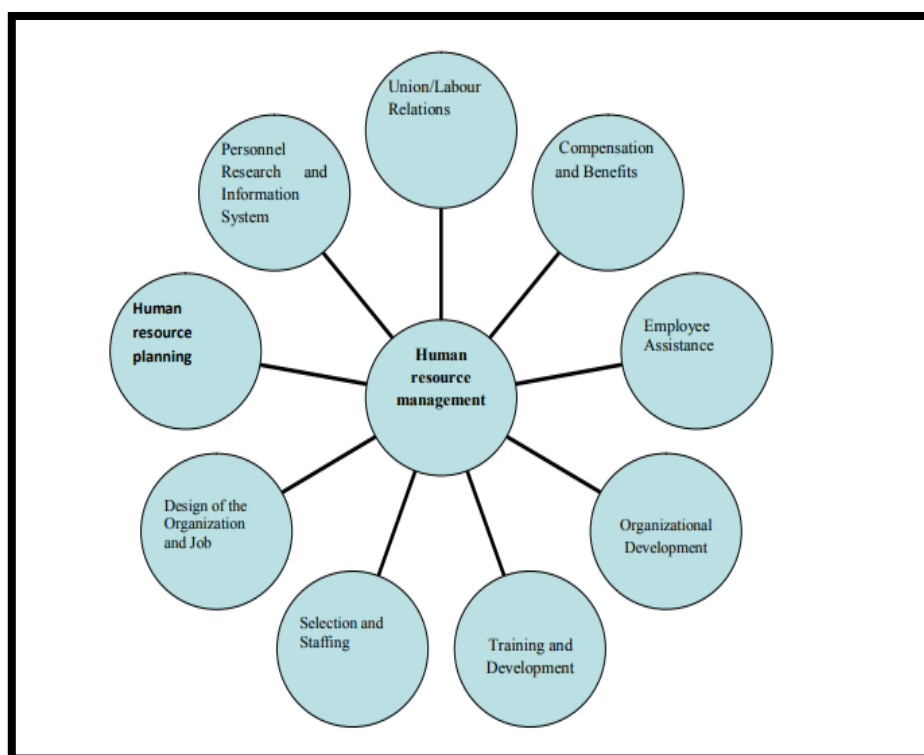 Union/Labour
Relations
Compensation
and Benefits
Personnel
Research and
Information
System
Human
resource
planning
Employee
Assistance
Human
resource
management
Design of the
Organization
and Job
Organizational
Development
Selection and
Staffing
Training and
Development